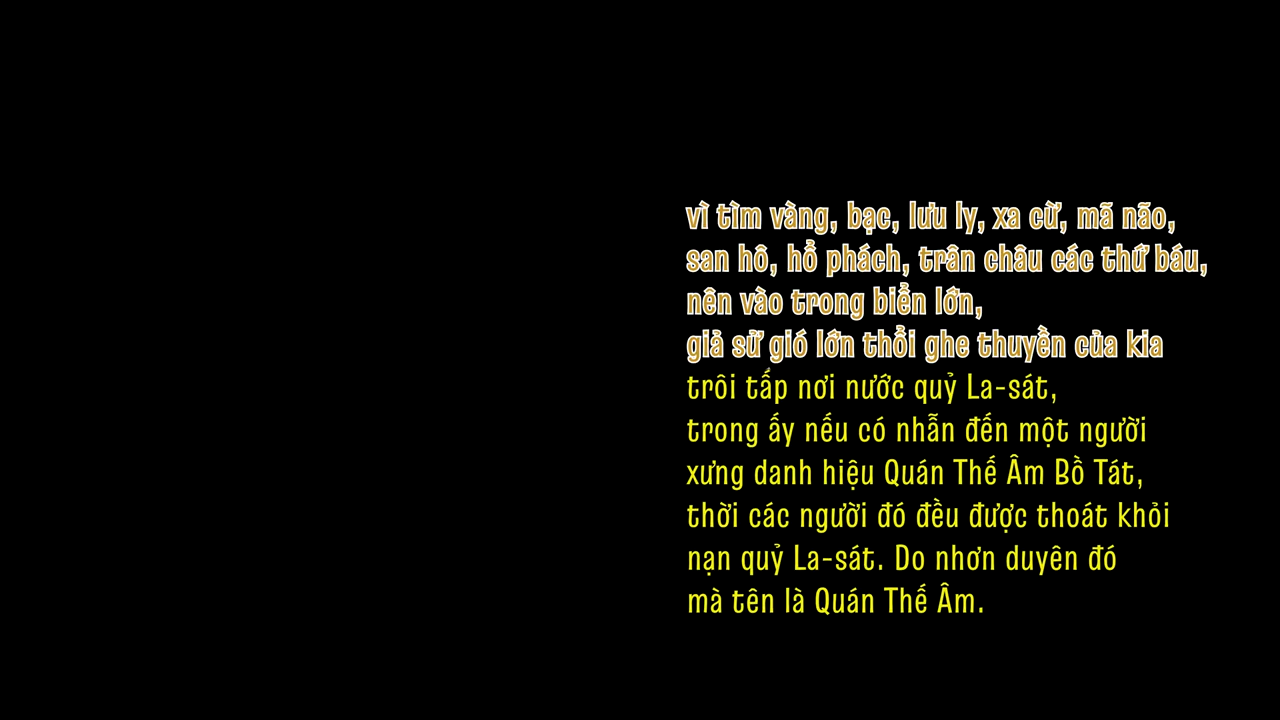 vì tìm vàng, bạc, lưu ly, xa cừ, mã não,
san hô, hổ phách, trân châu các thứ báu,
nên vào trong biển lớn,
giả sử gió lớn thổi ghe thuyền của kia
trôi tấp nơi nước quỷ La-sát,
trong ấy nếu có nhẫn đến một người
xưng danh hiệu Quán Thế Âm Bồ Tát,
thời các người đó đều được thoát khỏi
nạn quỷ La-sát. Do nhơn duyên đó
mà tên là Quán Thế Âm.